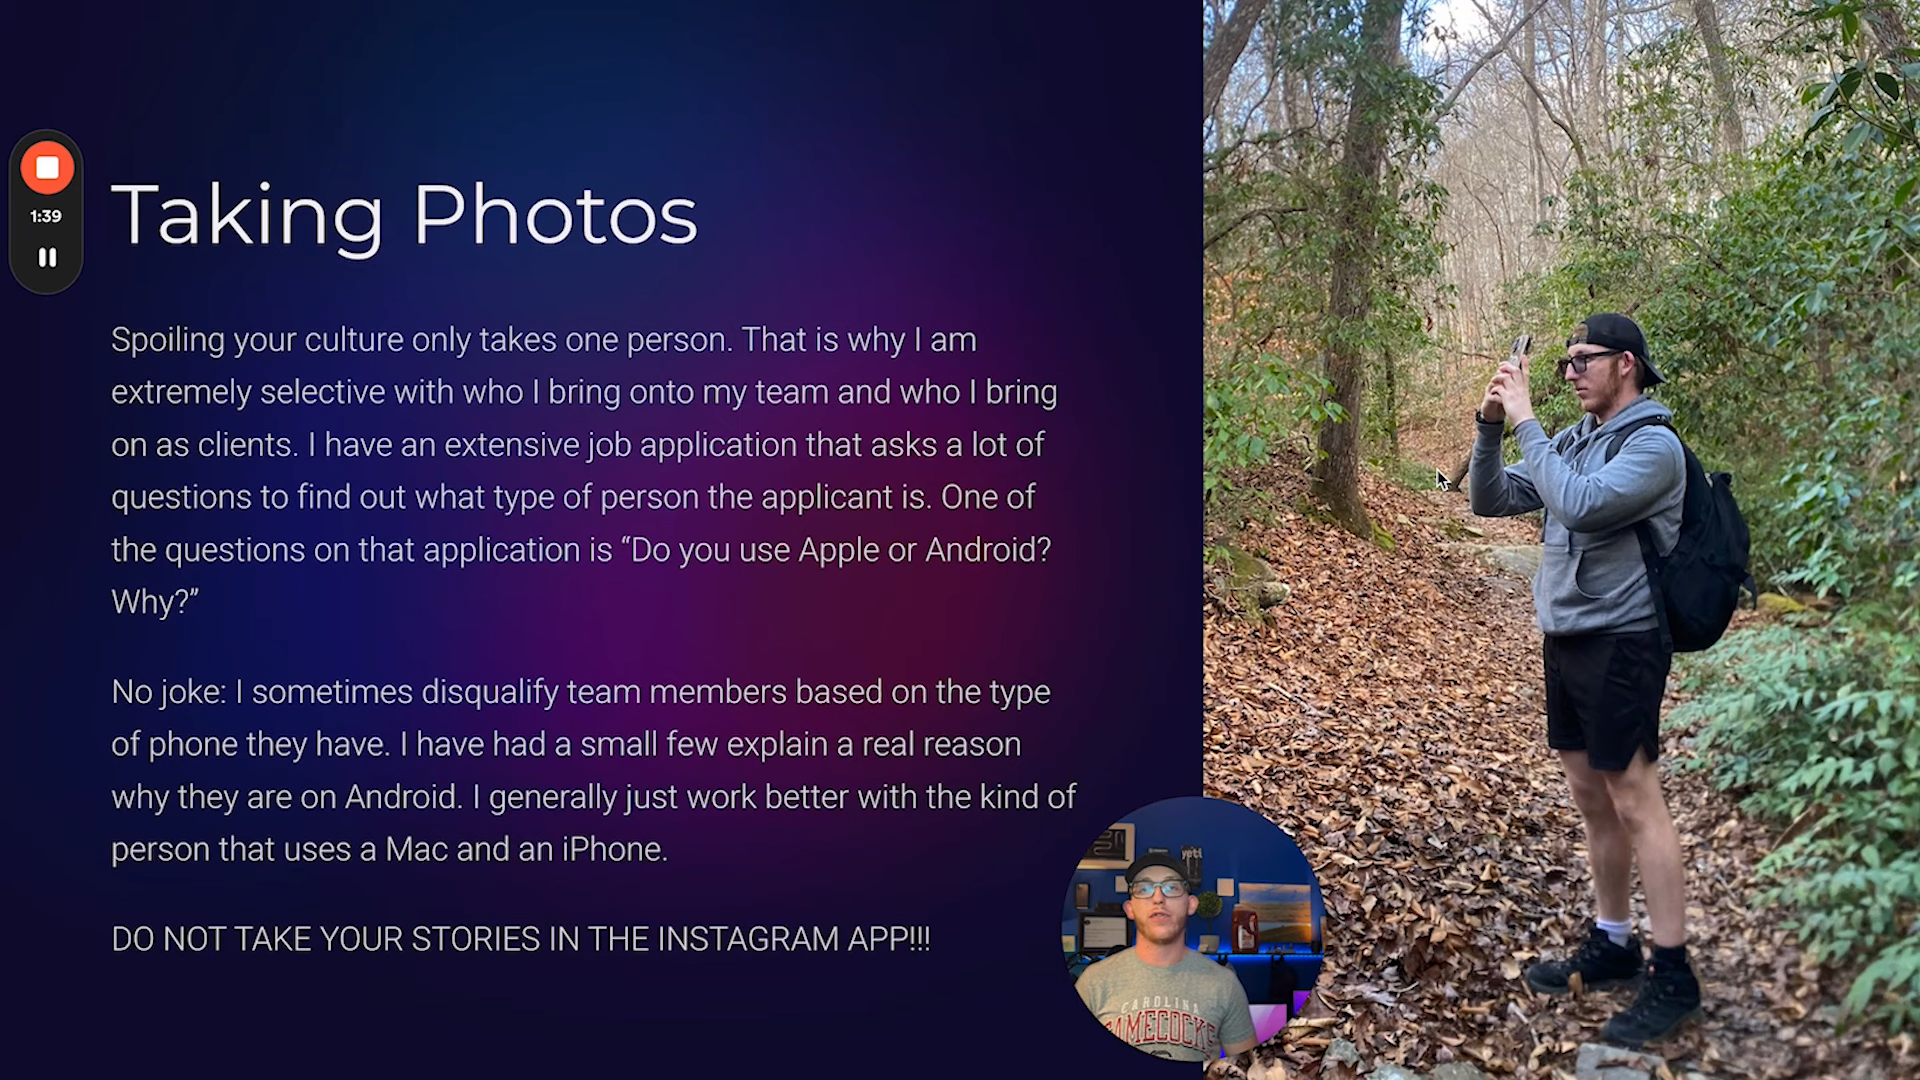 1:39
Taking Photos
Spoiling your culture only takes one person. That is why I am
extremely selective with who I bring onto my team and who I bring
on as clients. I have an extensive job application that asks a lot of
questions to find out what type of person the applicant is. One of
the questions on that application is “Do you use Apple or Android?
Why?”
No joke: I sometimes disqualify team members based on the type
of phone they have. I have had a small few explain a real reason
why they are on Android. I generally just work better with the kind of
person that uses a Mac and an iPhone.
DO NOT TAKE YOUR STORIES IN THE INSTAGRAM APP!!!
yeti
CAROLINA
GAMECOCKS